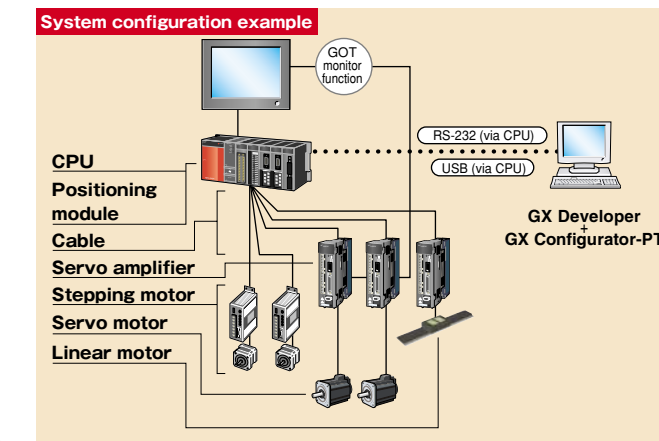 System configuration example
GOT
monitor
function
RS-232 (via CPU)
USB (via CPU)
GX Developer
+
GX Configurator-PT
CPU
Positioning
module
Cable
Servo amplifier
Stepping motor
Servo motor
Linear motor